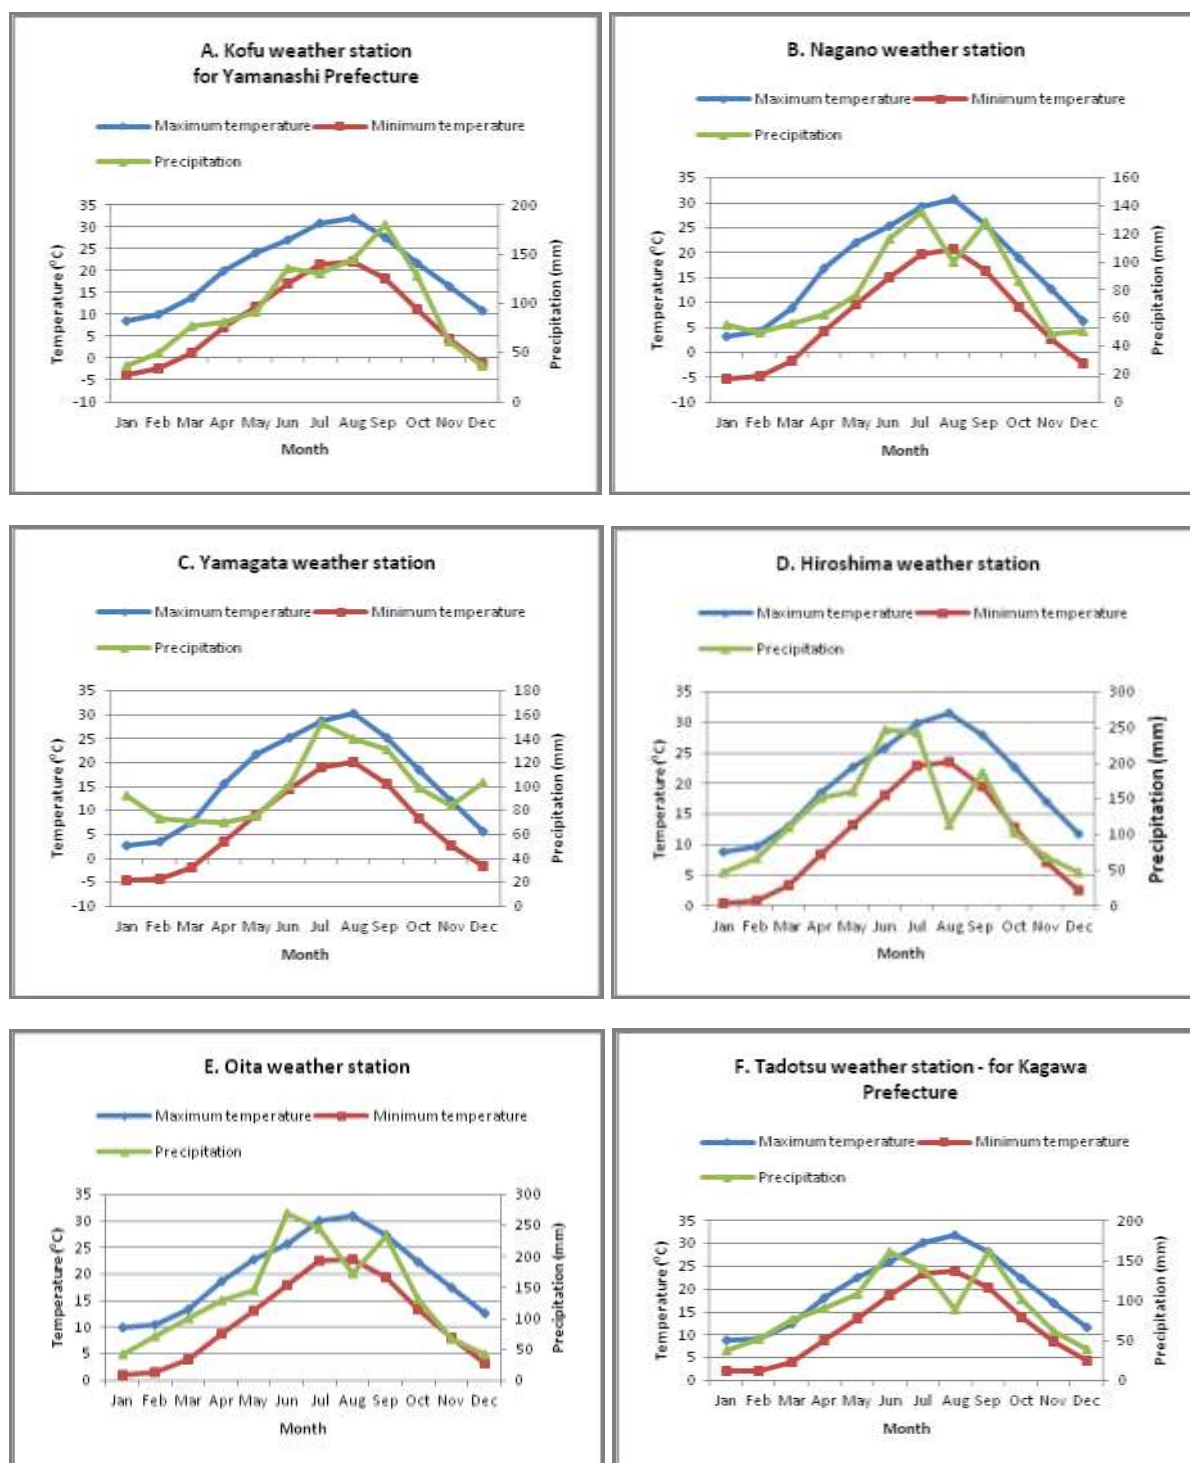 A. Kofu weather station
for Yamanashi Prefecture
Maximum temperature Minimum temperature
Precipitation
Temperature (°C)
35
30
25
20
15
10
5
0
-5
-10
200
150
100
50
0
Precipitation (mm)
Jan Feb Mar Apr May Jun Jul Aug Sep Oct Nov Dec
Month
B. Nagano weather station
Maximum temperature Minimum temperature
Precipitation
Temperature (°C)
35
30
25
20
15
10
5
0
-5
-10
160
140
120
100
80
60
40
20
0
Precipitation (mm)
Jan Feb Mar Apr May Jun Jul Aug Sep Oct Nov Dec
Month
C. Yamagata weather station
Maximum temperature Minimum temperature
Precipitation
Temperature (°C)
35
30
25
20
15
10
5
0
-5
-10
180
160
140
120
100
80
60
40
20
0
Precipitation (mm)
Jan Feb Mar Apr May Jun Jul Aug Sep Oct Nov Dec
Month
D. Hiroshima weather station
Maximum temperature Minimum temperature
Precipitation
Temperature (°C)
35
30
25
20
15
10
5
0
300
250
200
150
100
50
0
Precipitation (mm)
Jan Feb Mar Apr May Jun Jul Aug Sep Oct Nov Dec
Month
E. Oita weather station
Maximum temperature Minimum temperature
Precipitation
Temperature (°C)
35
30
25
20
15
10
5
0
300
250
200
150
100
50
0
Precipitation (mm)
Jan Feb Mar Apr May Jun Jul Aug Sep Oct Nov Dec
Month
F. Tadotsu weather station - for Kagawa
Prefecture
Maximum temperature Minimum temperature
Precipitation
Temperature (°C)
35
30
25
20
15
10
5
0
200
150
100
50
0
Precipitation (mm)
Jan Feb Mar Apr May Jun Jul Aug Sep Oct Nov Dec
Month